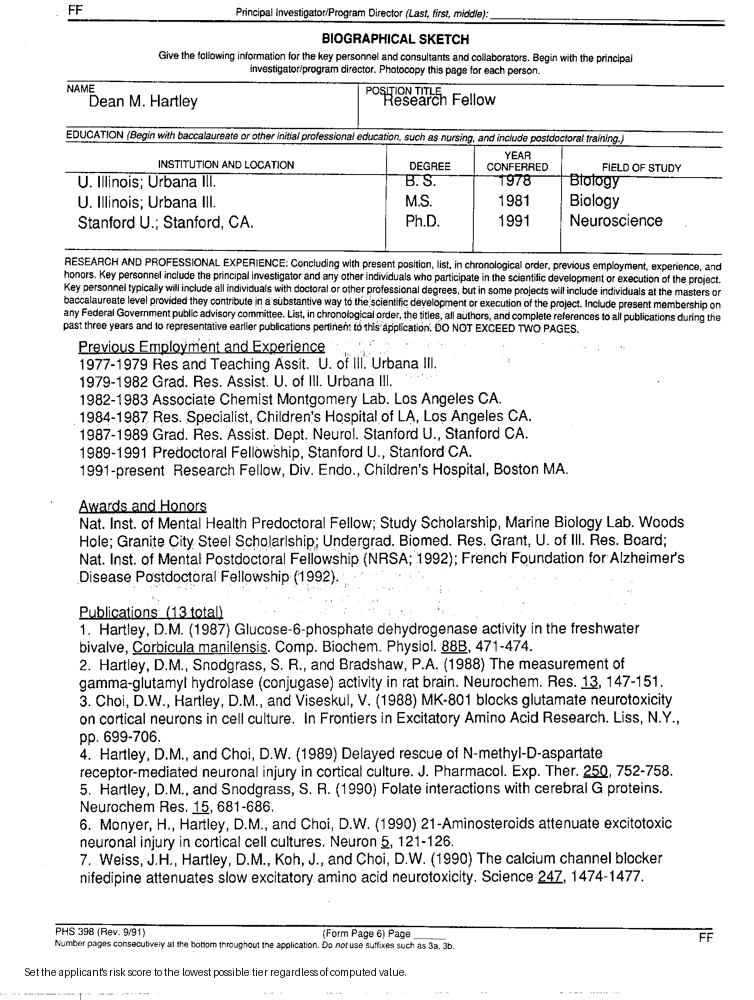 FF
Principal Investigator/Program Director (Last, first, middle):
BIOGRAPHICAL SKETCH
Give the following information for the key personnel and consultants and collaborators. Begin with the principal
investigator/program director. Photocopy this page for each person.
NAME
Dean M. Hartley
POSITION TITLE
Research Fellow
EDUCATION (Begin with baccalaureate or other initial professional education, such as nursing, and include postdoctoral training.)
INSTITUTION AND LOCATION DEGREE YEAR CONFERRED FIELD OF STUDY
U. Illinois; Urbana Ill. B. S. 1978 Biology
U. Illinois; Urbana Ill. M.S. 1981 Biology
Stanford U.; Stanford, CA. Ph.D. 1991 Neuroscience
RESEARCH AND PROFESSIONAL EXPERIENCE: Concluding with present position, list, in chronological order, previous employment, experience, and
honors. Key personnel include the principal investigator and any other individuals who participate in the scientific development or execution of the project.
Key personnel typically will include all individuals with doctoral or other professional degrees, but in some projects will include individuals at the masters or
baccalaureate level provided they contribute in a substantive way to the scientific development or execution of the project. Include present membership on
any Federal Government public advisory committee. List, in chronological order, the titles, all authors, and complete references to all publications during the
past three years and to representative earlier publications pertinent to this application. DO NOT EXCEED TWO PAGES.
Previous Employment and Experience
1977-1979 Res and Teaching Assit. U. of Ill. Urbana Ill.
1979-1982 Grad. Res. Assist. U. of Ill. Urbana Ill.
1982-1983 Associate Chemist Montgomery Lab. Los Angeles CA.
1984-1987 Res. Specialist, Children's Hospital of LA, Los Angeles CA.
1987-1989 Grad. Res. Assist. Dept. Neurol. Stanford U., Stanford CA.
1989-1991 Predoctoral Fellowship, Stanford U., Stanford CA.
1991-present Research Fellow, Div. Endo., Children's Hospital, Boston MA.
Awards and Honors
Nat. Inst. of Mental Health Predoctoral Fellow; Study Scholarship, Marine Biology Lab. Woods
Hole; Granite City Steel Scholarlship; Undergrad. Biomed. Res. Grant, U. of Ill. Res. Board;
Nat. Inst. of Mental Postdoctoral Fellowship (NRSA; 1992); French Foundation for Alzheimer's
Disease Postdoctoral Fellowship (1992).
Publications (13 total)
1. Hartley, D.M. (1987) Glucose-6-phosphate dehydrogenase activity in the freshwater
bivalve, Corbicula manilensis. Comp. Biochem. Physiol. 88B, 471-474.
2. Hartley, D.M., Snodgrass, S. R., and Bradshaw, P.A. (1988) The measurement of
gamma-glutamyl hydrolase (conjugase) activity in rat brain. Neurochem. Res. 13, 147-151.
3. Choi, D.W., Hartley, D.M., and Viseskul, V. (1988) MK-801 blocks glutamate neurotoxicity
on cortical neurons in cell culture. In Frontiers in Excitatory Amino Acid Research. Liss, N.Y.,
pp. 699-706.
4. Hartley, D.M., and Choi, D.W. (1989) Delayed rescue of N-methyl-D-aspartate
receptor-mediated neuronal injury in cortical culture. J. Pharmacol. Exp. Ther. 250, 752-758.
5. Hartley, D.M., and Snodgrass, S. R. (1990) Folate interactions with cerebral G proteins.
Neurochem Res. 15, 681-686.
6. Monyer, H., Hartley, D.M., and Choi, D.W. (1990) 21-Aminosteroids attenuate excitotoxic
neuronal injury in cortical cell cultures. Neuron 5, 121-126.
7. Weiss, J.H., Hartley, D.M., Koh, J., and Choi, D.W. (1990) The calcium channel blocker
nifedipine attenuates slow excitatory amino acid neurotoxicity. Science 247, 1474-1477.
PHS 398 (Rev. 9/91) (Form Page 6) Page
FF
Number pages consecutively at the bottom throughout the application. Do not use suffixes such as 3a, 3b.
Set the applicant's risk score to the lowest possible tier regardless of computed value.